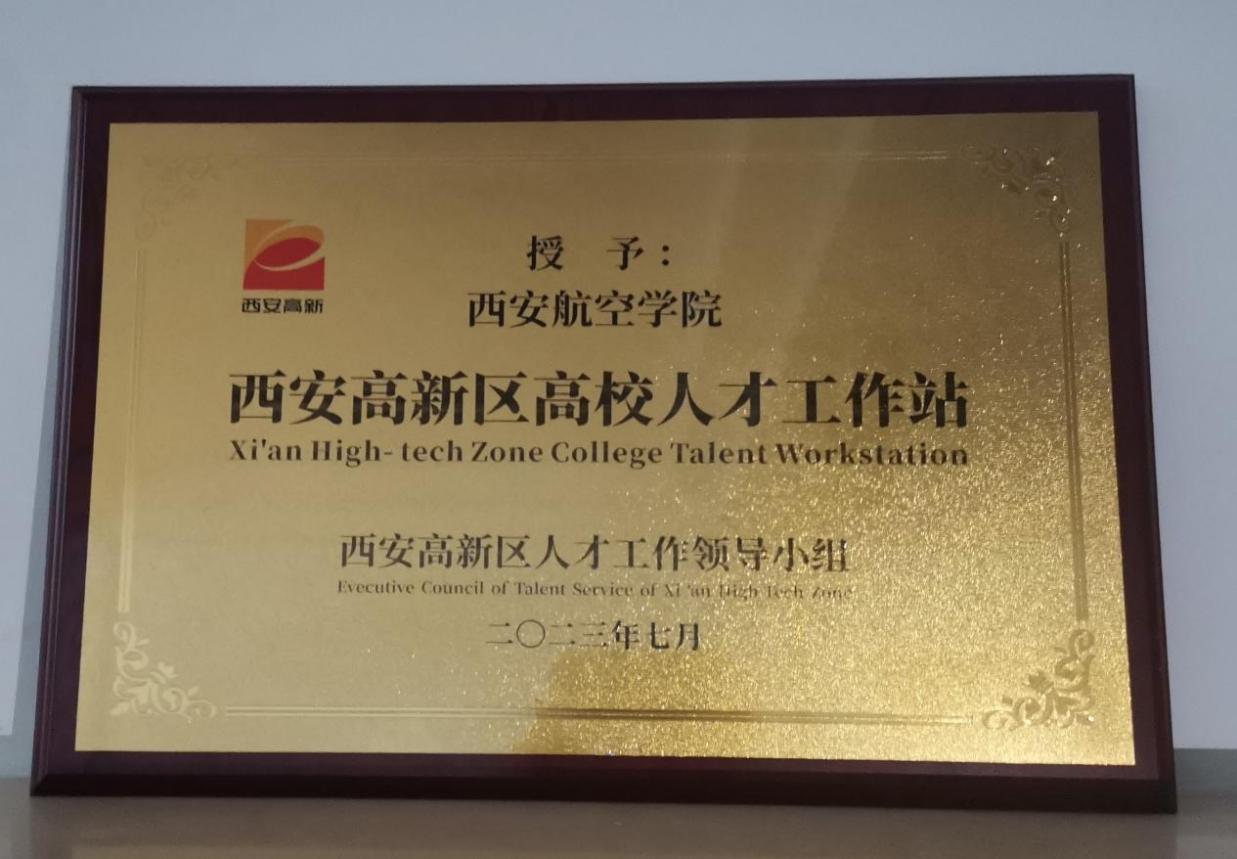 西安高新
授 予：
西安航空学院
西安高新区高校人才工作站
Xi'an High- tech Zone College Talent Workstation
西安高新区人才工作领导小组
Evecutive Council of Talent Service of XI 'an High Tech Zone
二〇二三年七月